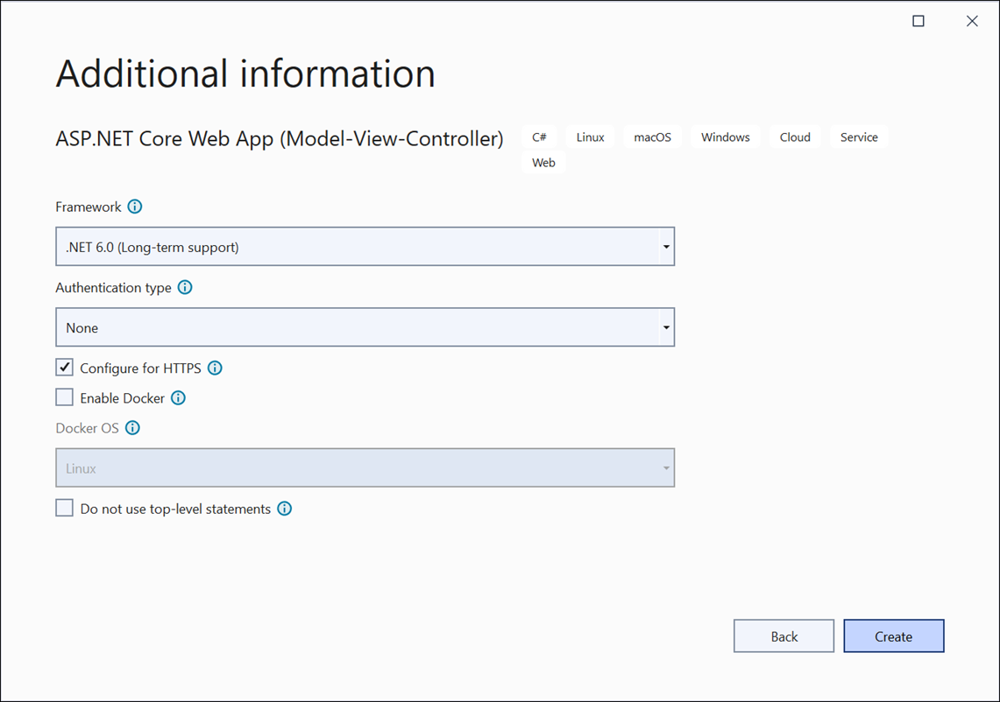 Additional information
ASP.NET Core Web App (Model-View-Controller) C# Linux macOS Windows Cloud Service
Web
Framework
.NET 6.0 (Long-term support)
Authentication type
None
Configure for HTTPS
Enable Docker
Docker OS
Linux
Do not use top-level statements
Back Create